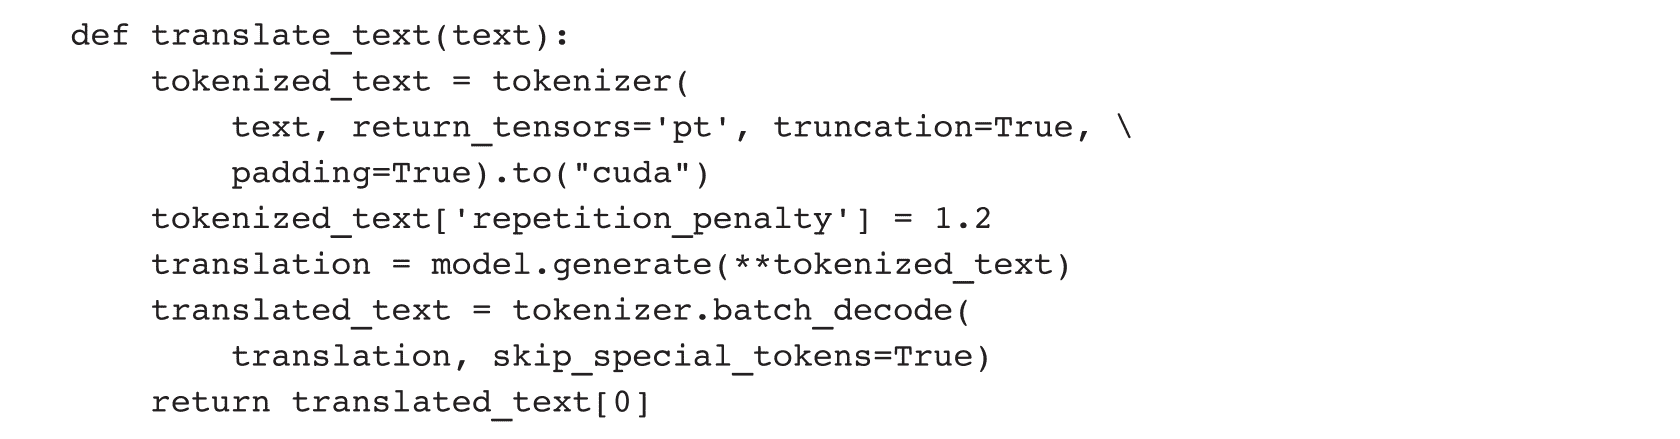 def translate_text(text):
    tokenized_text = tokenizer(
        text, return_tensors='pt', truncation=True, \
        padding=True).to("cuda")
    tokenized_text['repetition_penalty'] = 1.2
    translation = model.generate(**tokenized_text)
    translated_text = tokenizer.batch_decode(
        translation, skip_special_tokens=True)
    return translated_text[0]